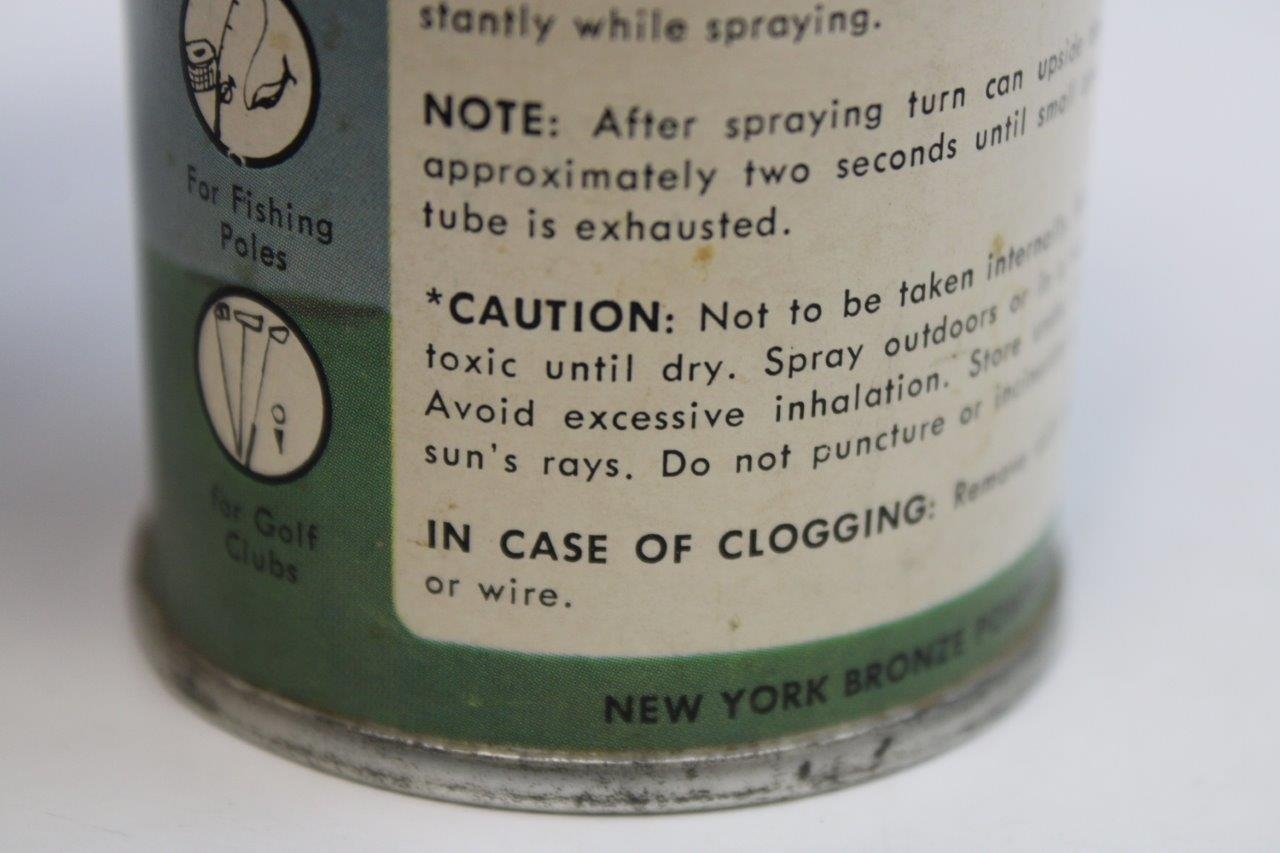 stantly while spraying.
NOTE: After spraying turn can upside
approximately two seconds until small
tube is exhausted.
*CAUTION: Not to be taken internally.
toxic until dry. Spray outdoors or in
Avoid excessive inhalation. Store
sun's rays. Do not puncture or
IN CASE OF CLOGGING: Remove
or wire.
NEW YORK BRONZE
For Fishing
Poles
for Golf
Clubs